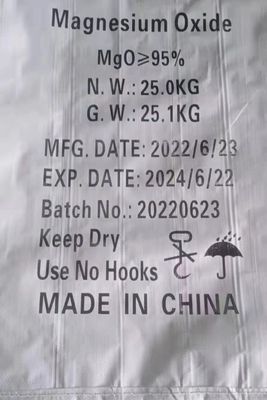 Magnesium Oxide
MgO≥95%
N. W.: 25.0KG
G. W.: 25.1KG
MFG. DATE: 2022/6/23
EXP. DATE: 2024/6/22
Batch No.: 20220623
Keep Dry
Use No Hooks
MADE IN CHINA